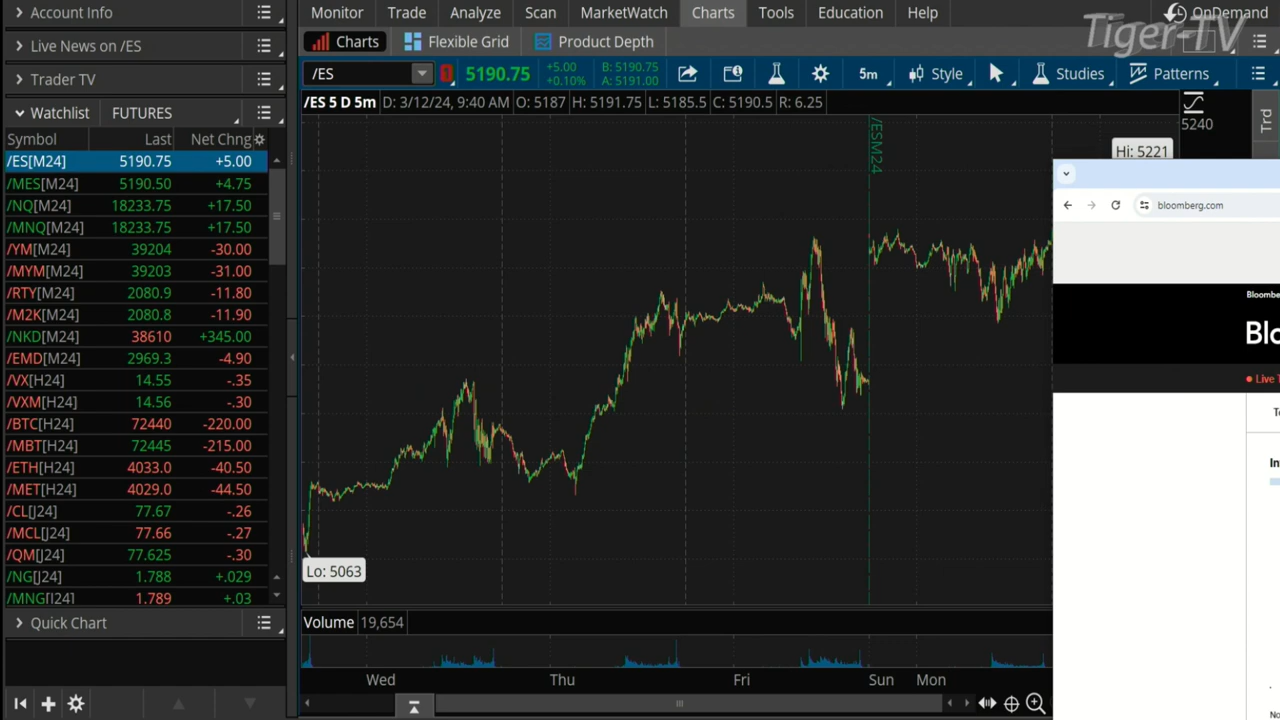 Account Info
Monitor Trade Analyze Scan MarketWatch Charts Tools Education Help OnDemand
Tiger-TV
Live News on /ES
Charts Flexible Grid Product Depth
Trader TV
/ES 5190.75 +5.00 +0.10% B: 5190.75 A: 5191.00 5m Style Studies Patterns
Watchlist FUTURES
/ES 5 D 5m D: 3/12/24, 9:40 AM O: 5187 H: 5191.75 L: 5185.5 C: 5190.5 R: 6.25
Symbol Last Net Chng
/ES[M24] 5190.75 +5.00
/MES[M24] 5190.50 +4.75
/NQ[M24] 18233.75 +17.50
/MNQ[M24] 18233.75 +17.50
/YM[M24] 39204 -30.00
/MYM[M24] 39203 -31.00
/RTY[M24] 2080.9 -11.80
/M2K[M24] 2080.8 -11.90
/NKD[M24] 38610 +345.00
/EMD[M24] 2969.3 -4.90
/VX[H24] 14.55 -.35
/VXM[H24] 14.56 -.30
/BTC[H24] 72440 -220.00
/MBT[H24] 72445 -215.00
/ETH[H24] 4033.0 -40.50
/MET[H24] 4029.0 -44.50
/CL[J24] 77.67 -.26
/MCL[J24] 77.66 -.27
/QM[J24] 77.625 -.30
/NG[J24] 1.788 +.029
/MNG[J24] 1.789 +.03
Quick Chart
/ESM24
5240
Trd
Hi: 5221
bloomberg.com
Bloombe
Blo
Live
Lo: 5063
Volume 19,654
Wed Thu Fri Sun Mon